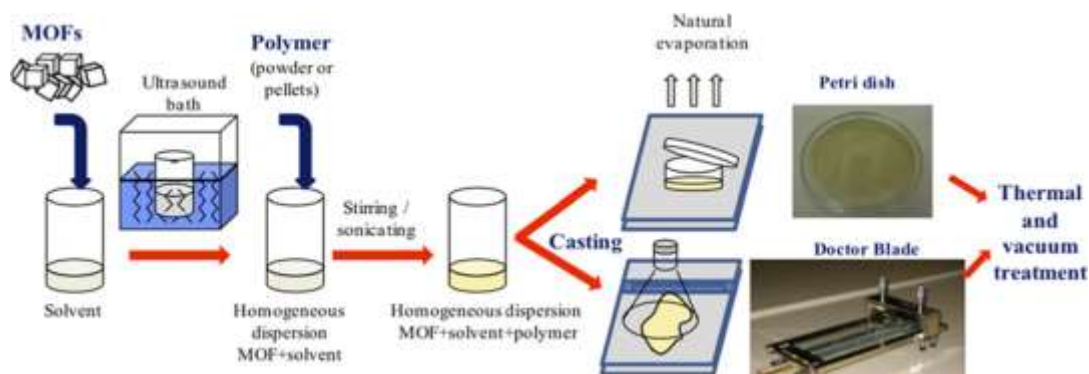 MOFs
Ultrasound
bath
Solvent
Polymer
(powder or
pellets)
Homogeneous
dispersion
MOF+solvent
Stirring /
sonicating
Homogeneous dispersion
MOF+solvent+polymer
Casting
Natural
evaporation
Petri dish
Doctor Blade
Thermal
and
vacuum
treatment